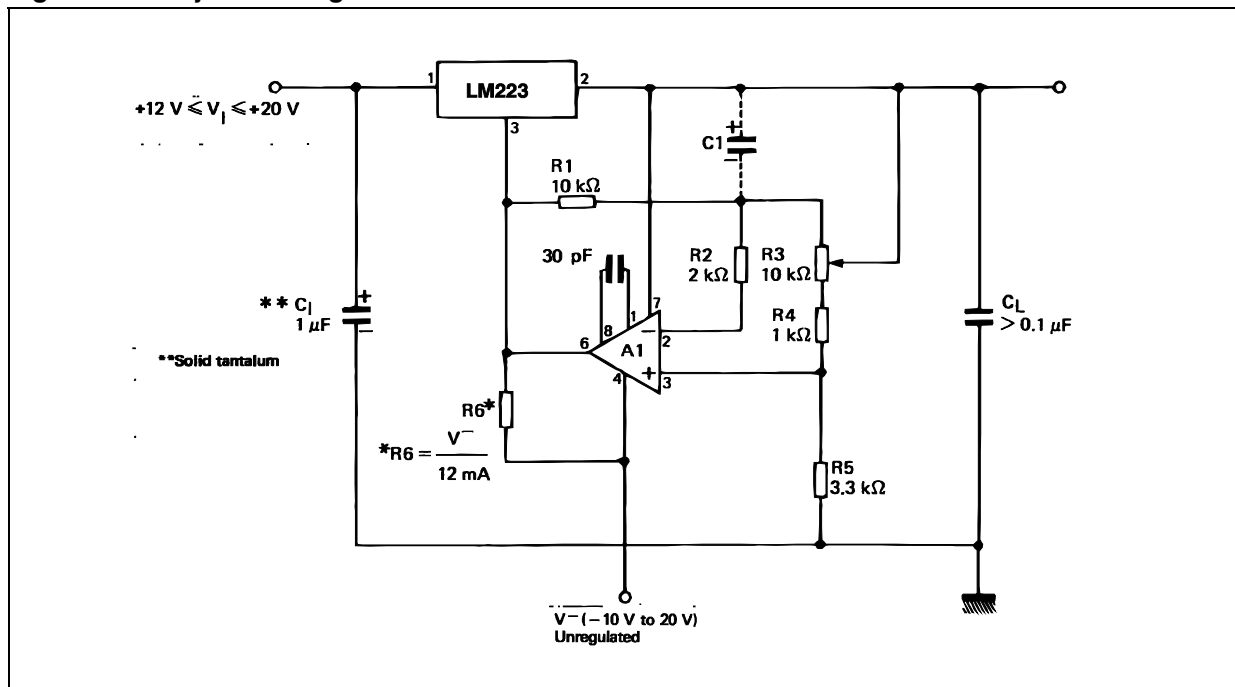 LM223
1
2
3
+12 V ⩽ V_I ⩽ +20 V
C1
+
−
R1
10 kΩ
30 pF
R2
2 kΩ
R3
10 kΩ
** C_I
1 µF
+
−
8
1
7
R4
1 kΩ
C_L
> 0.1 µF
6
A1
−
2
**Solid tantalum
4
+
3
R6*
*R6 = V⁻ / 12 mA
R5
3.3 kΩ
V⁻ (−10 V to 20 V)
Unregulated